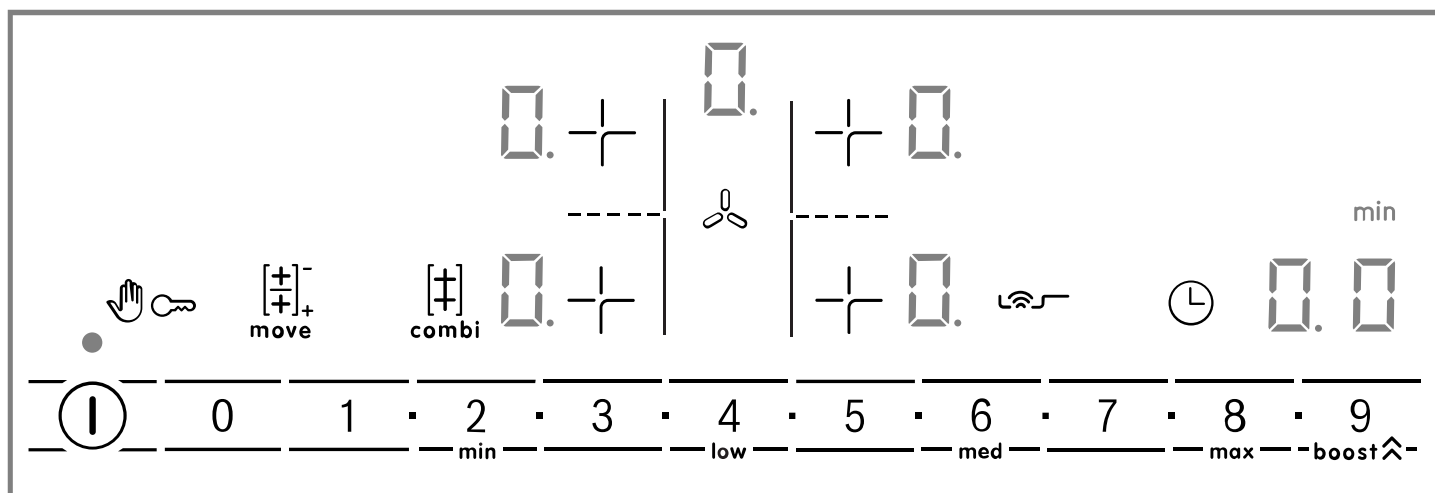 0.
0. 0.
min
move combi 0. 0. 0. 0
0 1 · 2 · 3 · 4 · 5 · 6 · 7 · 8 · 9
min low med max boost